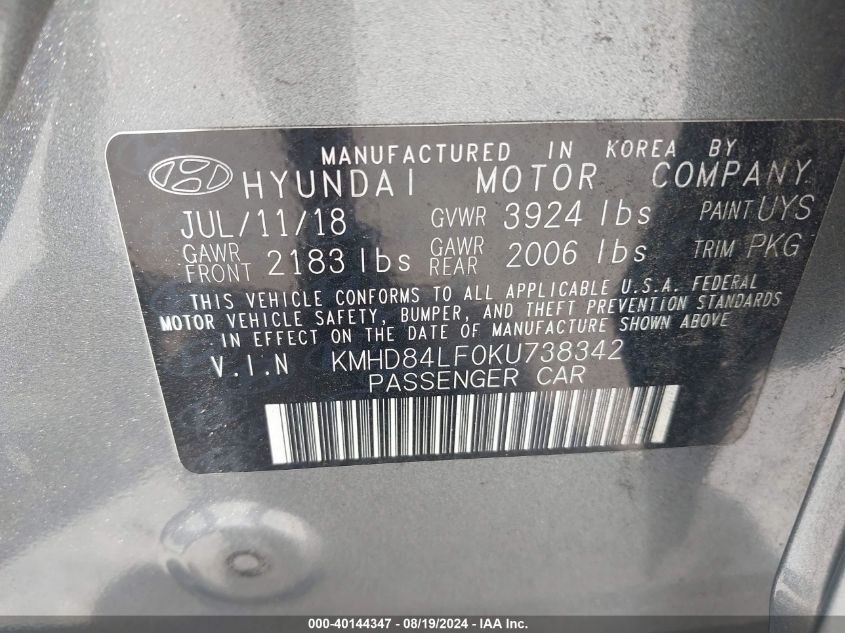 MANUFACTURED IN KOREA BY
HYUNDAI MOTOR COMPANY
JUL/11/18 GVWR 3924 lbs PAINT UYS
GAWR FRONT 2183 lbs GAWR REAR 2006 lbs TRIM PKG
THIS VEHICLE CONFORMS TO ALL APPLICABLE U.S.A. FEDERAL
MOTOR VEHICLE SAFETY, BUMPER, AND THEFT PREVENTION STANDARDS
IN EFFECT ON THE DATE OF MANUFACTURE SHOWN ABOVE
V.I.N KMHD84LF0KU738342
PASSENGER CAR
000-40144347 - 08/19/2024 - IAA Inc.